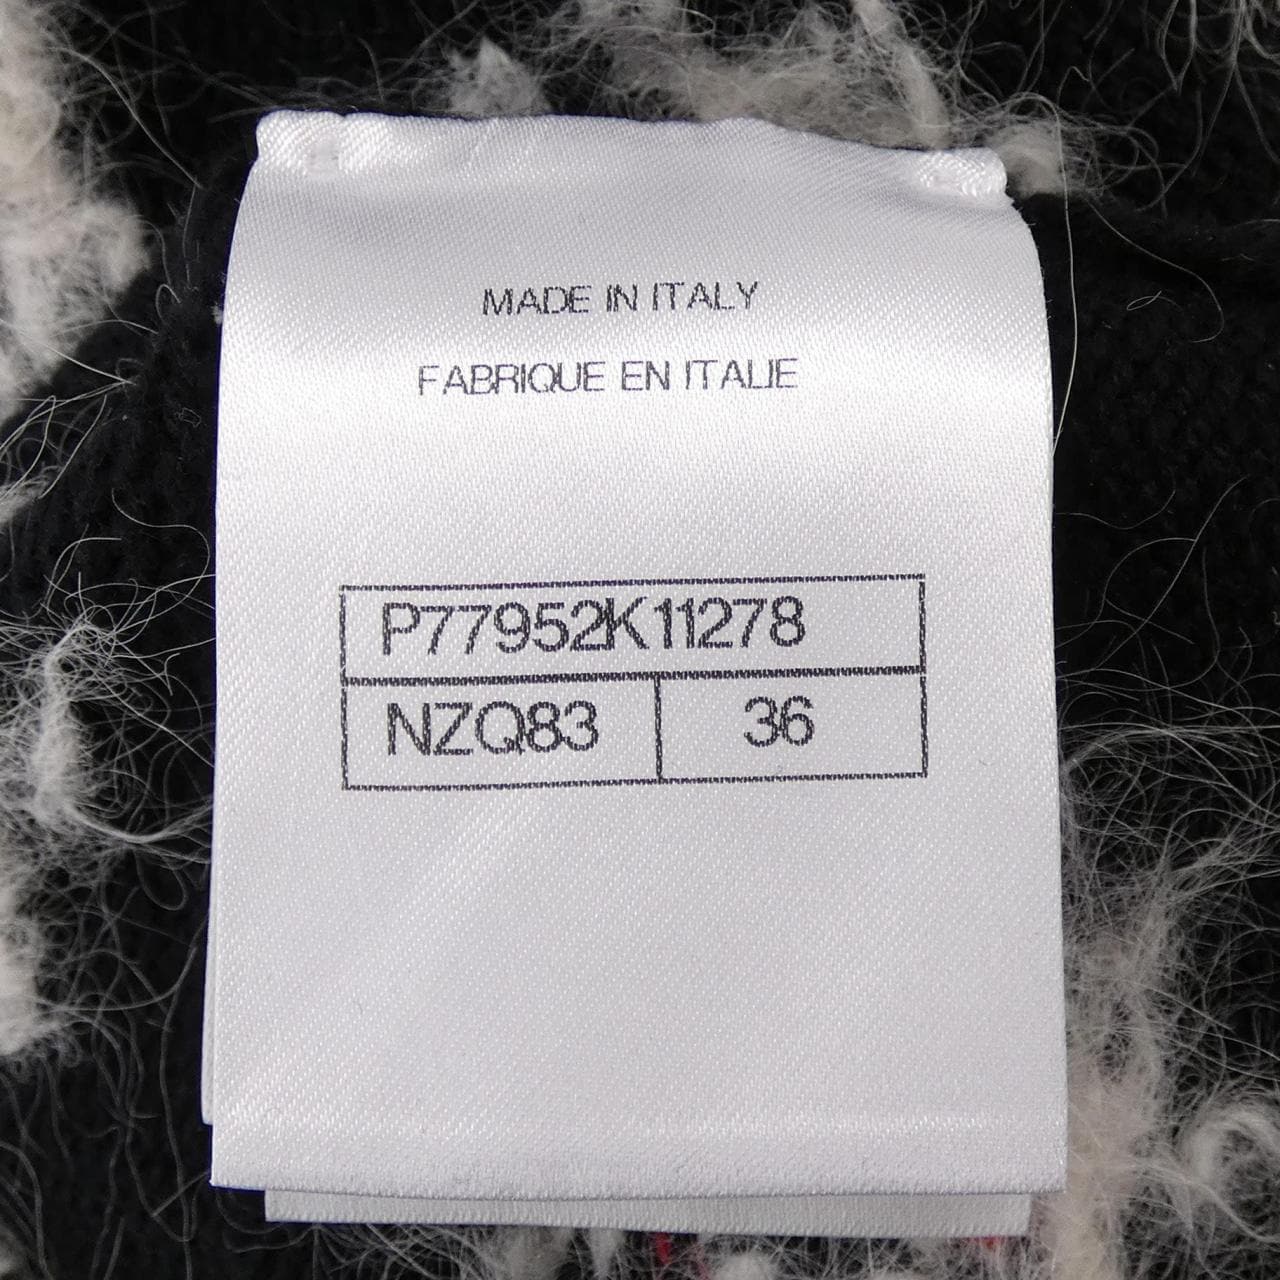 MADE IN ITALY
FABRIQUE EN ITALIE
P77952K11278
NZQ83 36